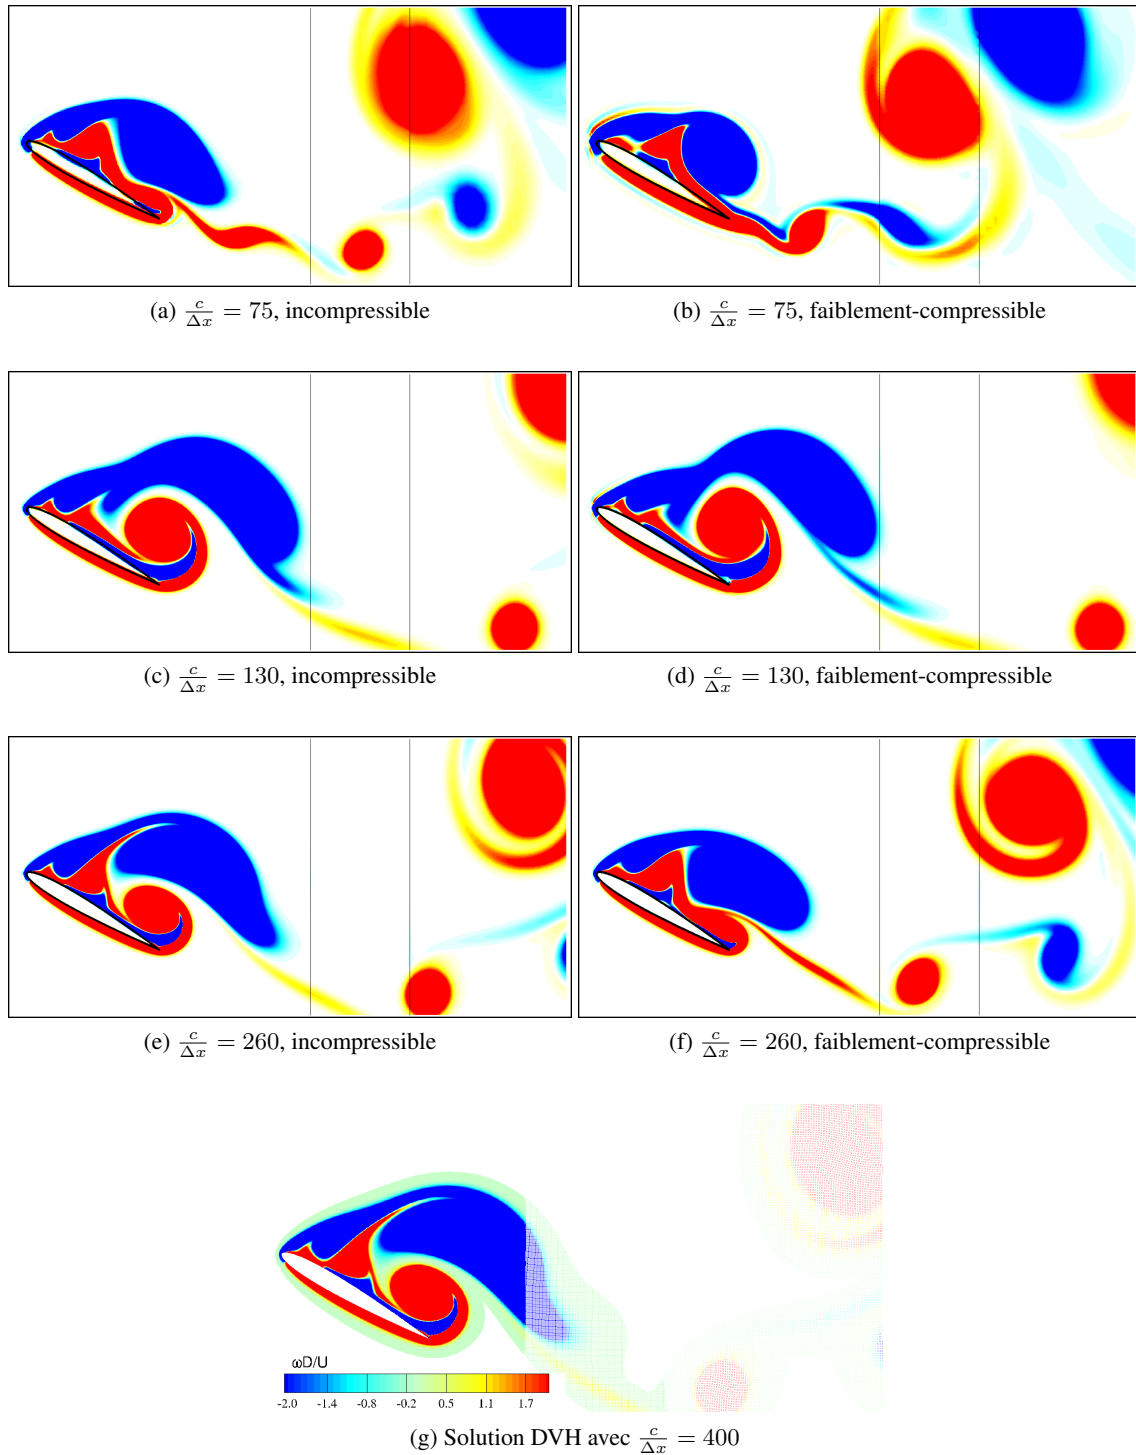 (a) c/Δx = 75, incompressible
(b) c/Δx = 75, faiblement-compressible
(c) c/Δx = 130, incompressible
(d) c/Δx = 130, faiblement-compressible
(e) c/Δx = 260, incompressible
(f) c/Δx = 260, faiblement-compressible
ωD/U
-2.0 -1.4 -0.8 -0.2 0.5 1.1 1.7
(g) Solution DVH avec c/Δx = 400